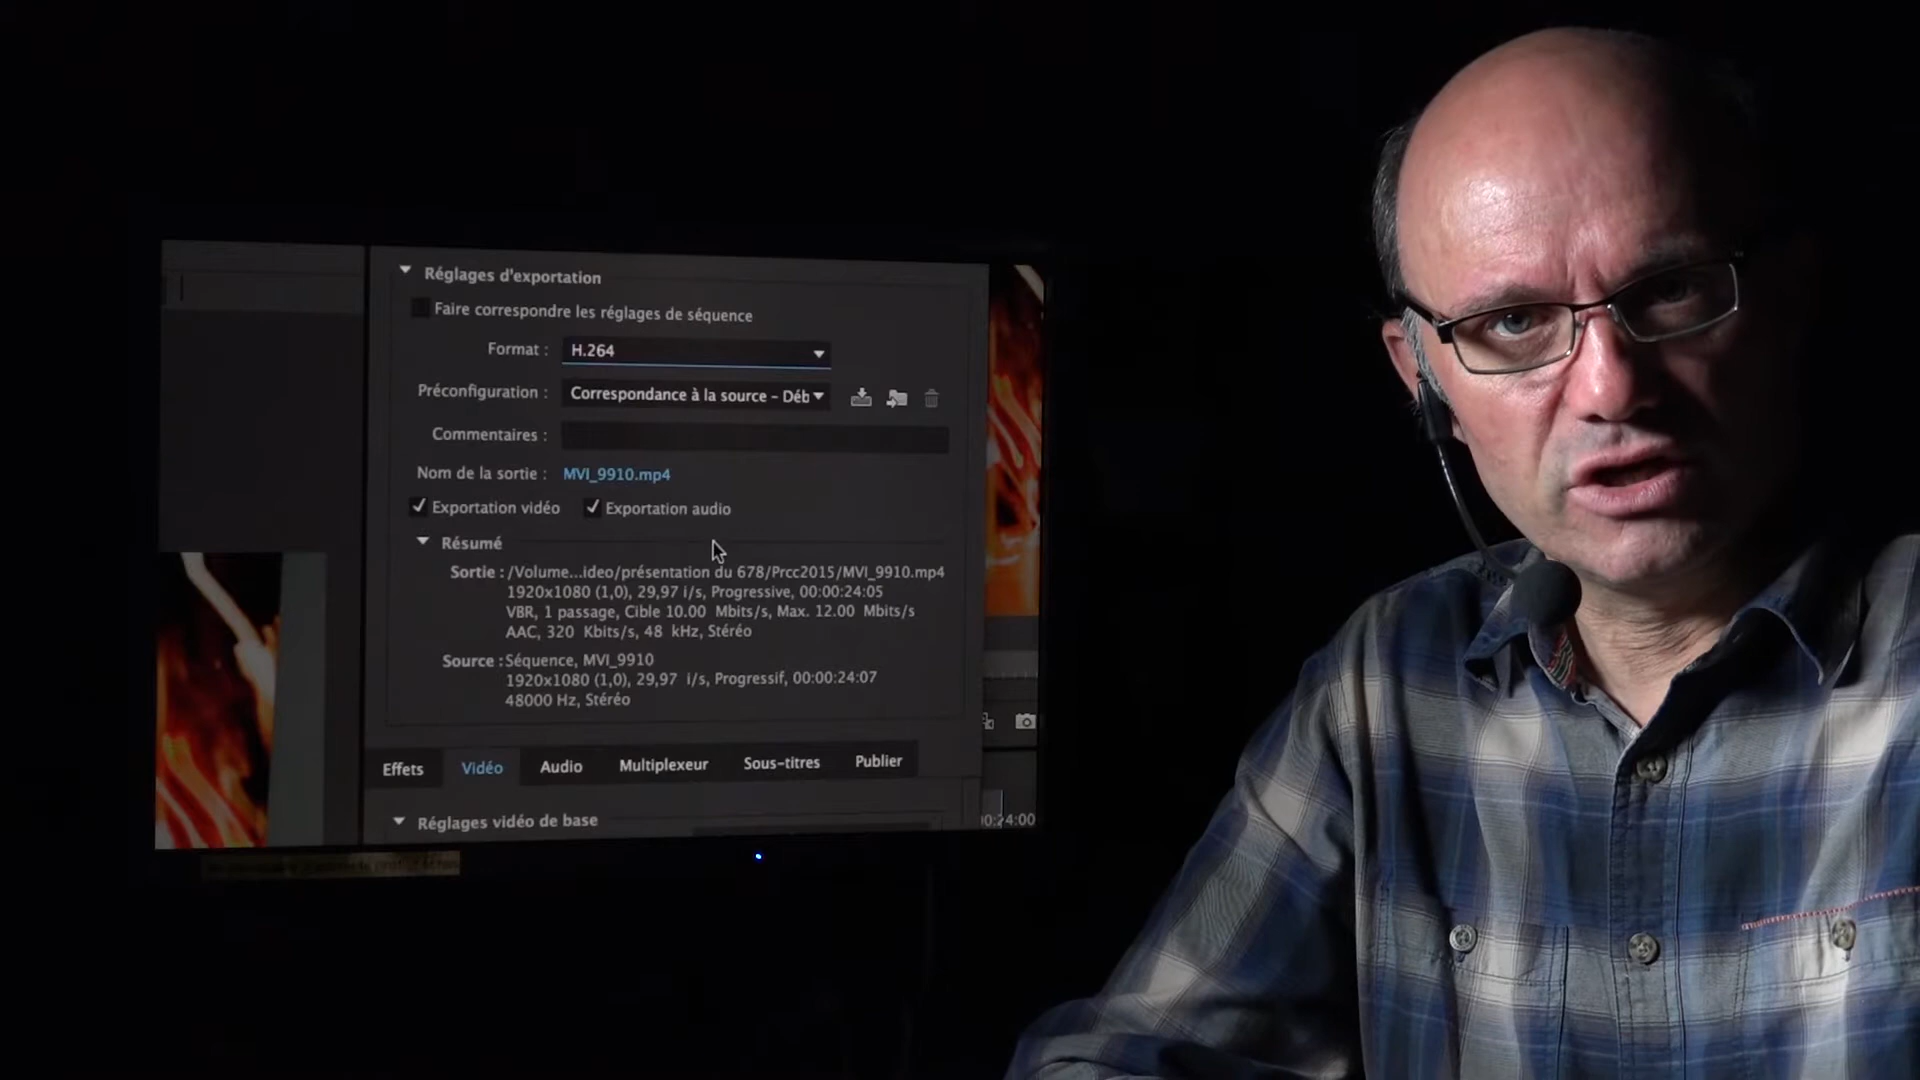 Réglages d'exportation
Faire correspondre les réglages de séquence
Format : H.264
Préconfiguration : Correspondance à la source – Déb
Commentaires :
Nom de la sortie : MVI_9910.mp4
Exportation vidéo Exportation audio
Résumé
Sortie : /Volume...ideo/présentation du 678/Prcc2015/MVI_9910.mp4
1920x1080 (1,0), 29,97 i/s, Progressive, 00:00:24:05
VBR, 1 passage, Cible 10.00 Mbits/s, Max. 12.00 Mbits/s
AAC, 320 Kbits/s, 48 kHz, Stéréo
Source : Séquence, MVI_9910
1920x1080 (1,0), 29,97 i/s, Progressif, 00:00:24:07
48000 Hz, Stéréo
Effets Vidéo Audio Multiplexeur Sous-titres Publier
Réglages vidéo de base
0:24:00